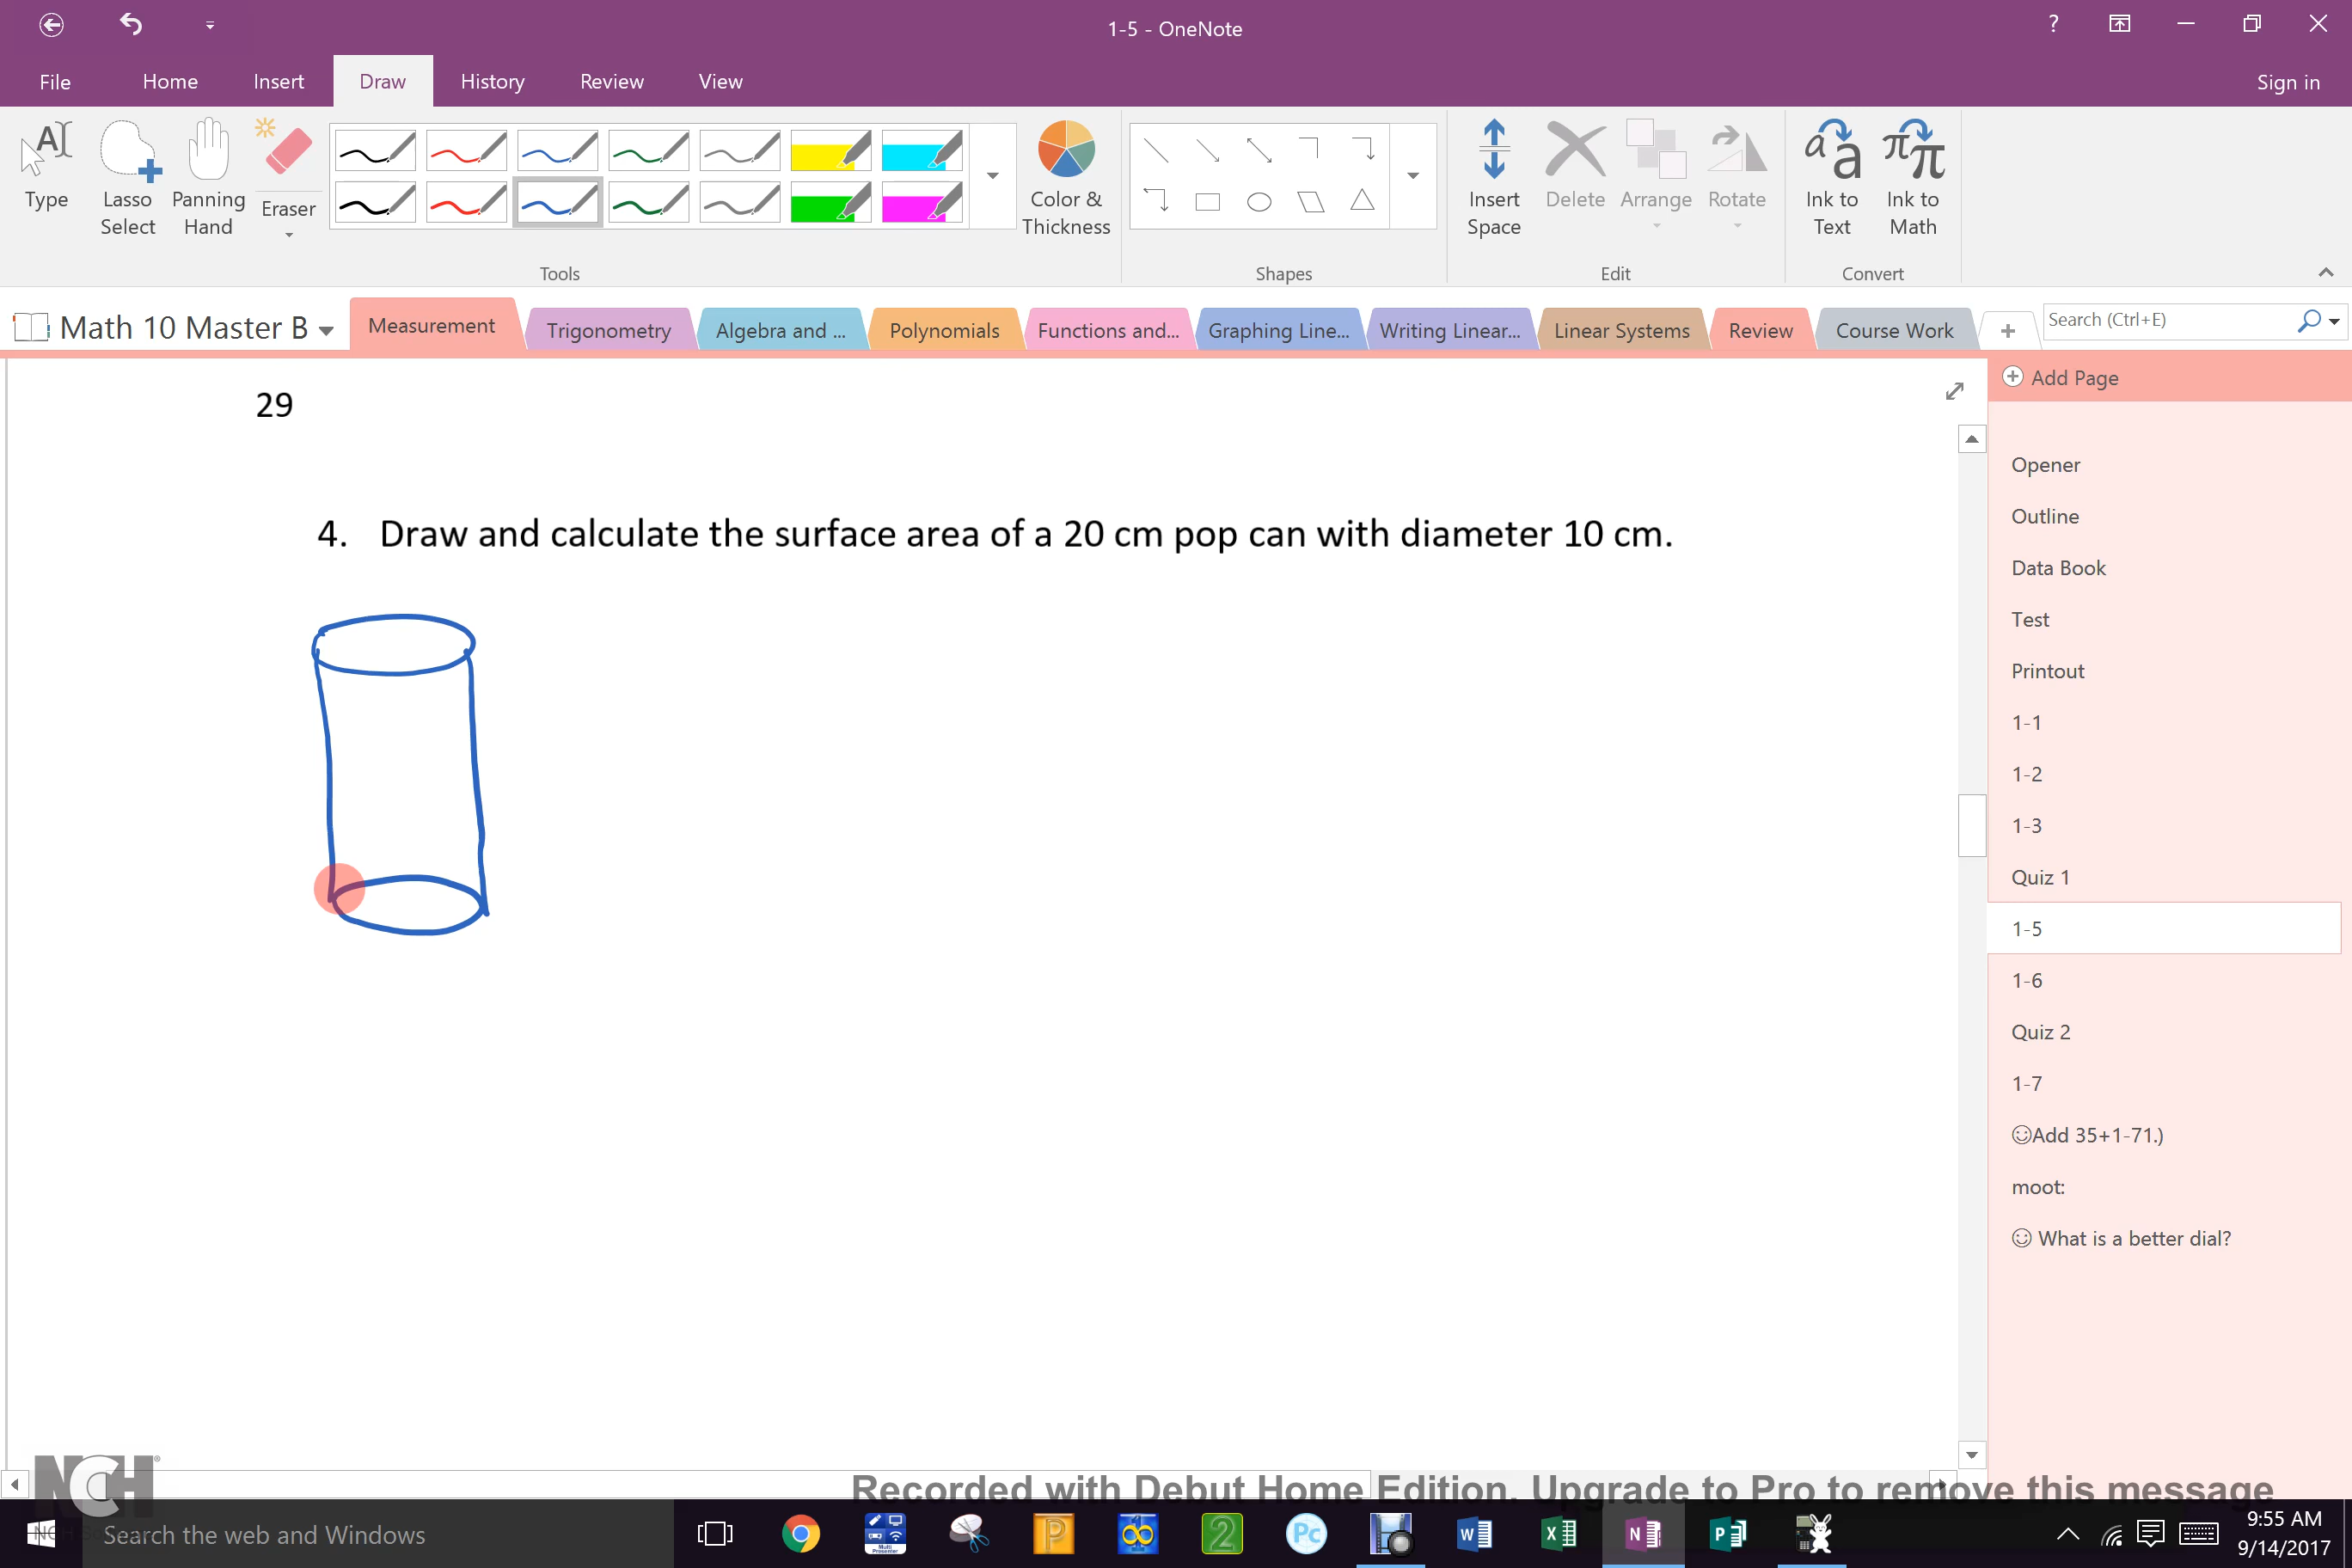 1-5 - OneNote
?
File Home Insert Draw History Review View Sign in
Type
Lasso Select
Panning Hand
Eraser
Color & Thickness
Insert Space
Delete
Arrange
Rotate
Ink to Text
Ink to Math
Tools
Shapes
Edit
Convert
Math 10 Master B
Measurement
Trigonometry
Algebra and ...
Polynomials
Functions and...
Graphing Line...
Writing Linear...
Linear Systems
Review
Course Work
Search (Ctrl+E)
Add Page
29
4. Draw and calculate the surface area of a 20 cm pop can with diameter 10 cm.
Opener
Outline
Data Book
Test
Printout
1-1
1-2
1-3
Quiz 1
1-5
1-6
Quiz 2
1-7
☺Add 35+1-71.)
moot:
☺ What is a better dial?
NCH
Recorded with Debut Home Edition. Upgrade to Pro to remove this message
Search the web and Windows
9:55 AM
9/14/2017